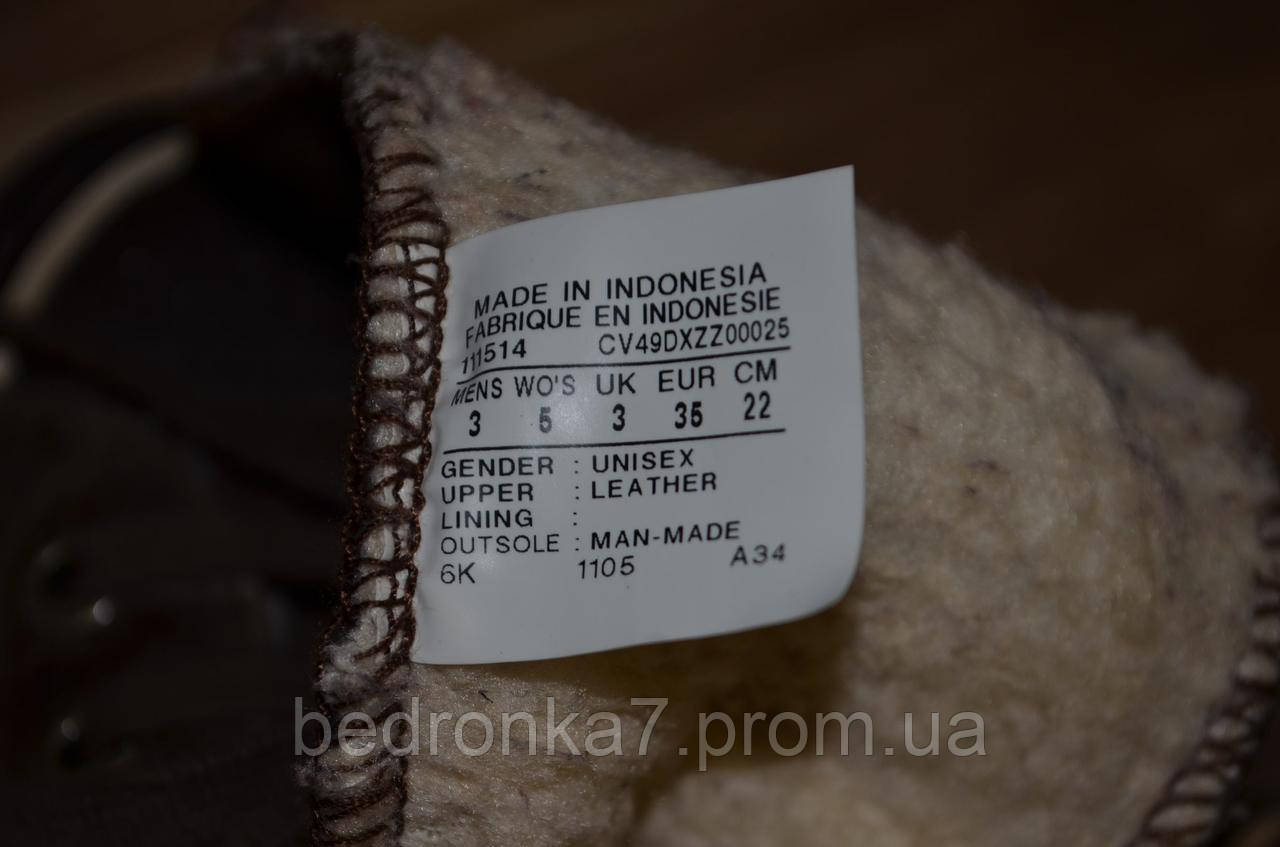 MADE IN INDONESIA
FABRIQUE EN INDONESIE
111514 CV49DXZZ00025
MENS WO'S UK EUR CM
3 5 3 35 22
GENDER : UNISEX
UPPER : LEATHER
LINING :
OUTSOLE : MAN-MADE
6K 1105 A34
bedronka7.prom.ua